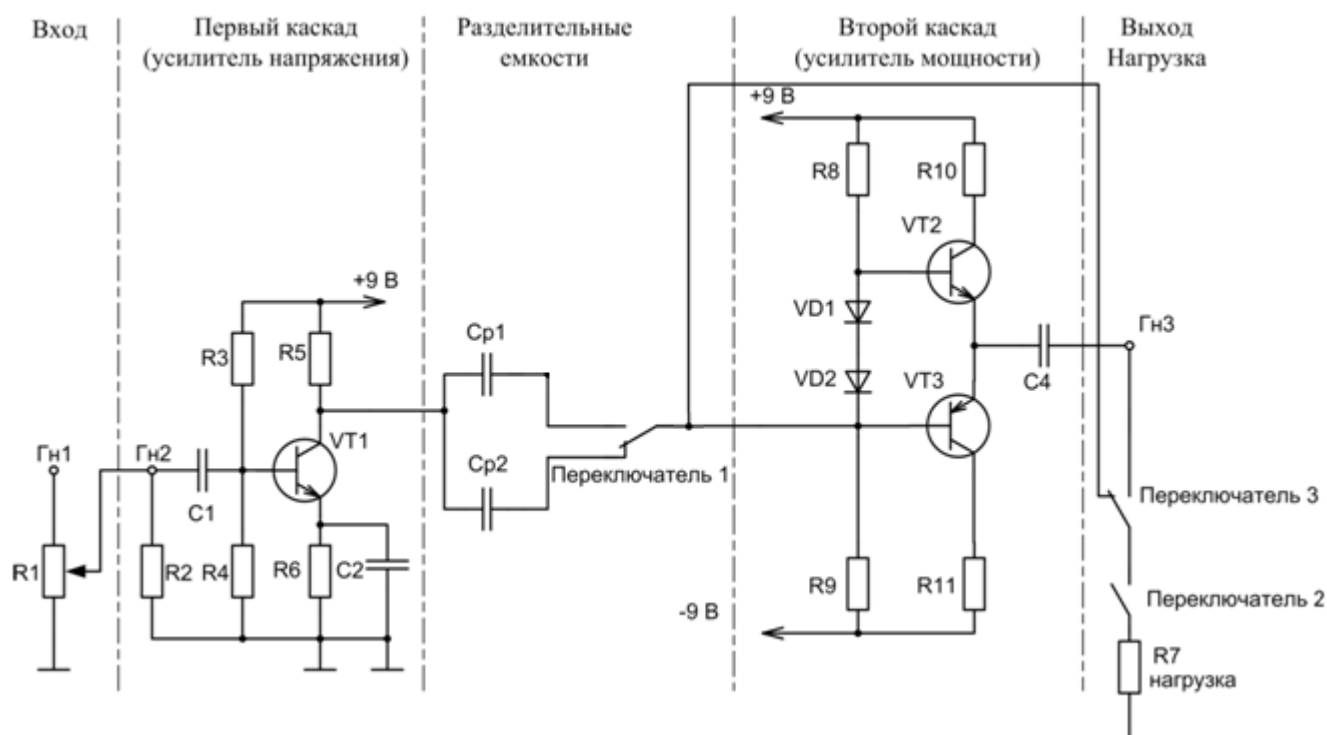 Вход
Первый каскад
(усилитель напряжения)
Разделительные
емкости
Второй каскад
(усилитель мощности)
Выход
Нагрузка
+9 В
R8
R10
VT2
+9 В
VD1
Гн3
Ср1
R3
R5
VD2
VT3
C4
VT1
Гн1
Гн2
Ср2
Переключатель 1
C1
Переключатель 3
R1
R2
R4
R6
C2
R9
R11
Переключатель 2
-9 В
R7
нагрузка